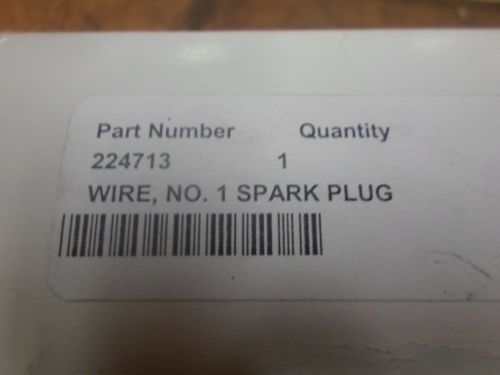 Part Number Quantity
224713 1
WIRE, NO. 1 SPARK PLUG